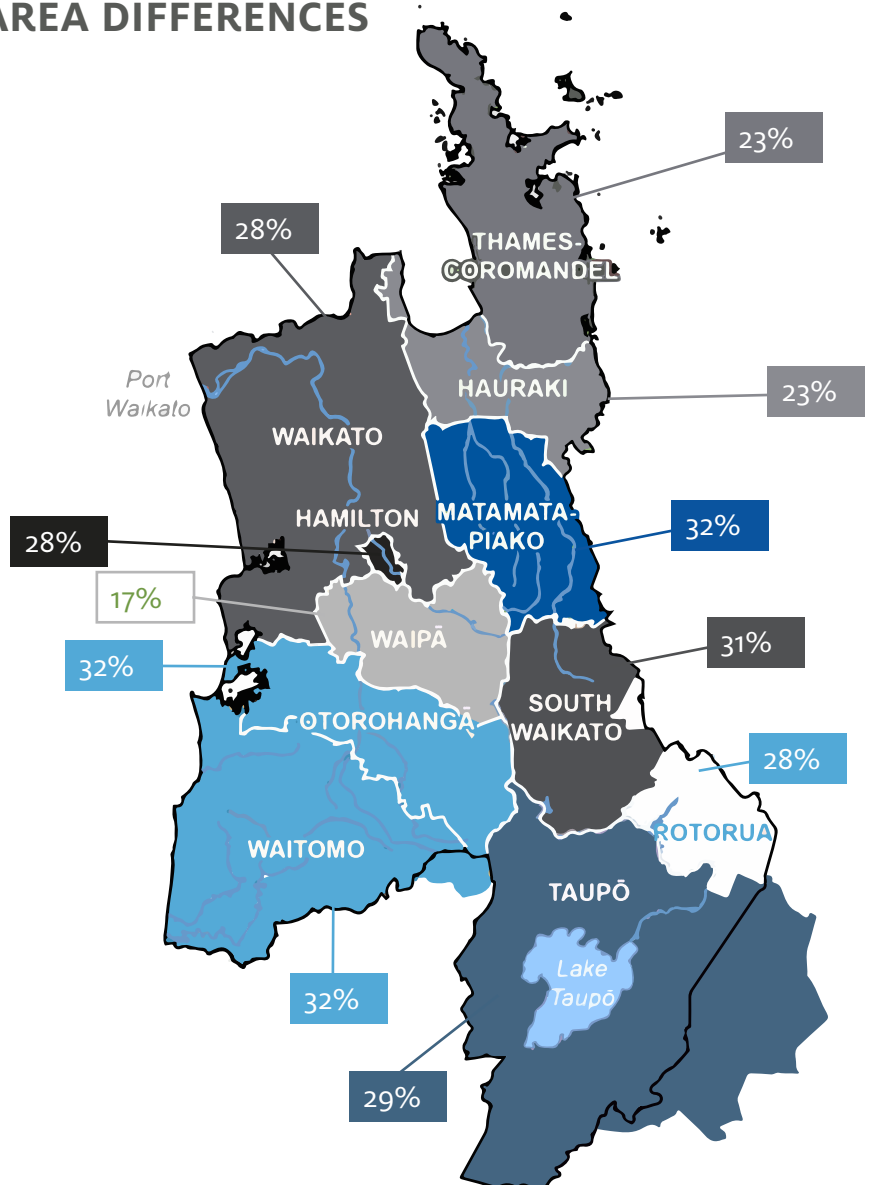 AREA DIFFERENCES
23%
28%
THAMES-
COROMANDEL
Port
Waikato
HAURAKI
23%
WAIKATO
HAMILTON
MATAMATA-
PIAKO
32%
28%
17%
WAIPĀ
31%
32%
SOUTH
WAIKATO
OTOROHANGĀ
28%
ROTORUA
WAITOMO
TAUPŌ
Lake
Taupō
32%
29%